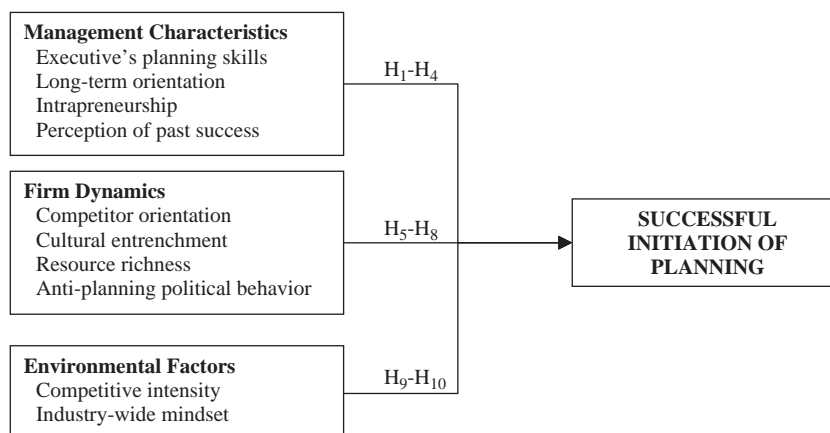 Management Characteristics
Executive's planning skills
Long-term orientation
Intrapreneurship
Perception of past success
H₁-H₄
Firm Dynamics
Competitor orientation
Cultural entrenchment
Resource richness
Anti-planning political behavior
H₅-H₈
SUCCESSFUL
INITIATION OF
PLANNING
Environmental Factors
Competitive intensity
Industry-wide mindset
H₉-H₁₀